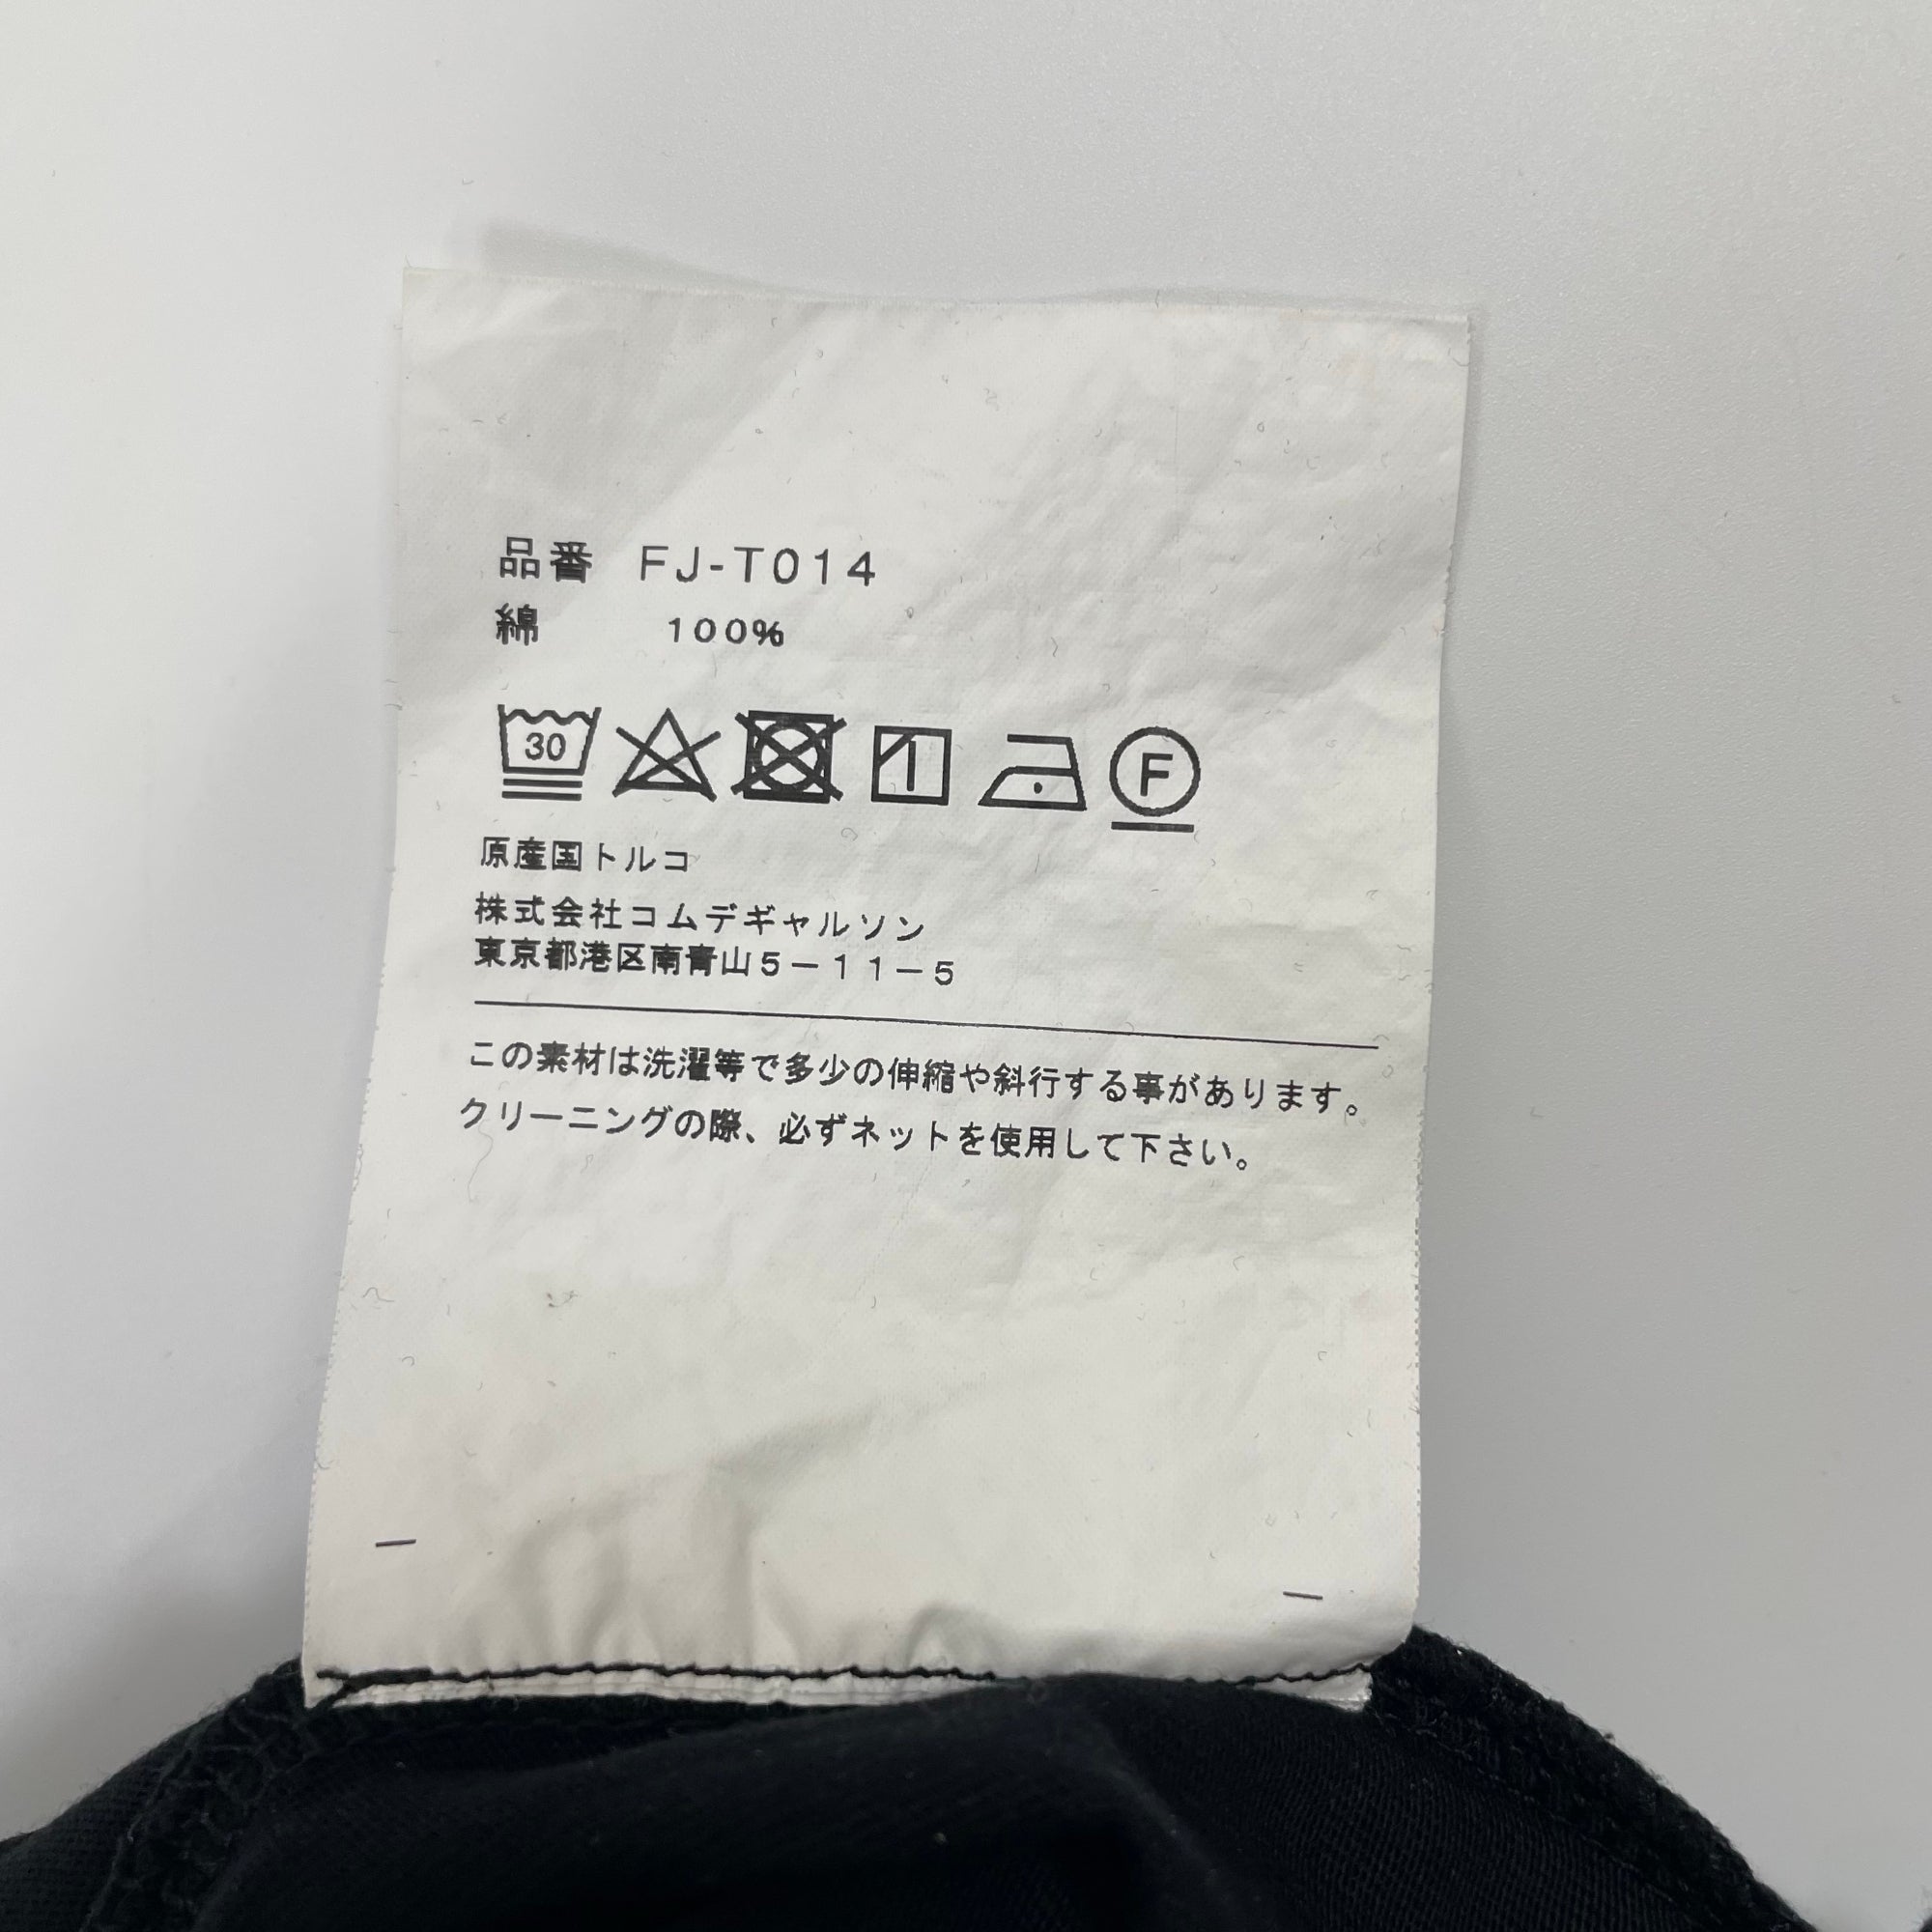 品番 FJ-T014
綿 100%
30
F
原産国トルコ
株式会社コムデギャルソン
東京都港区南青山5-11-5
この素材は洗濯等で多少の伸縮や斜行する事があります。
クリーニングの際、必ずネットを使用して下さい。